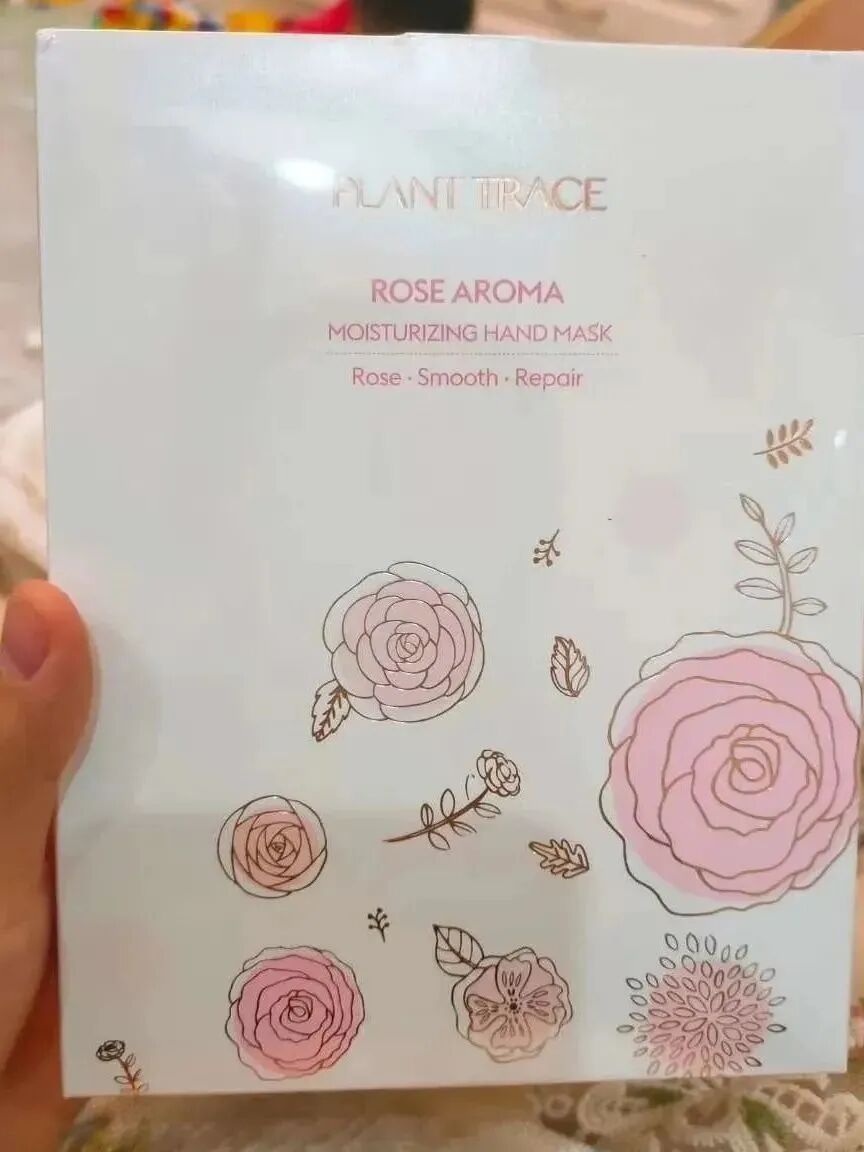 PLANT TRACE
ROSE AROMA
MOISTURIZING HAND MASK
Rose · Smooth · Repair